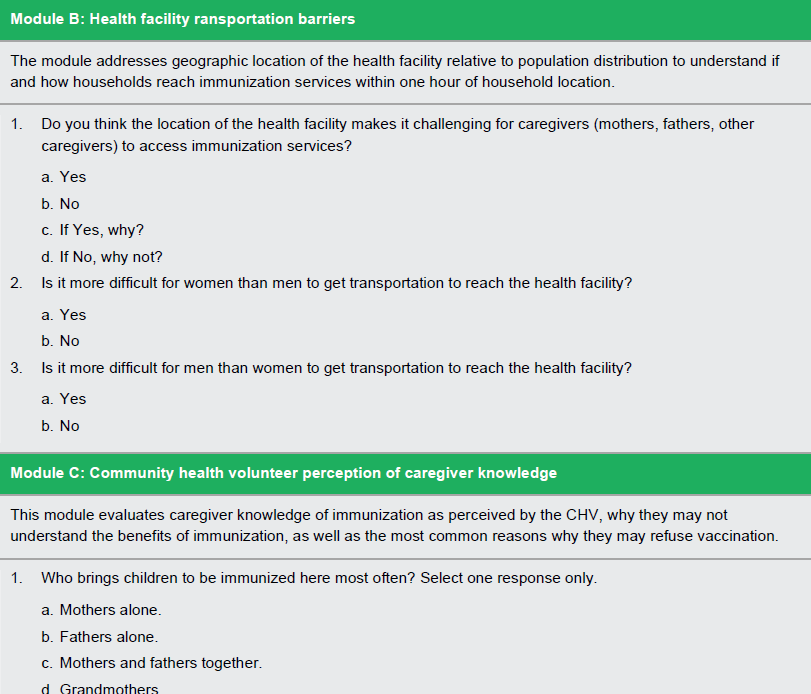 Module B: Health facility ransportation barriers
The module addresses geographic location of the health facility relative to population distribution to understand if
and how households reach immunization services within one hour of household location.
1. Do you think the location of the health facility makes it challenging for caregivers (mothers, fathers, other
caregivers) to access immunization services?
a. Yes
b. No
c. If Yes, why?
d. If No, why not?
2. Is it more difficult for women than men to get transportation to reach the health facility?
a. Yes
b. No
3. Is it more difficult for men than women to get transportation to reach the health facility?
a. Yes
b. No
Module C: Community health volunteer perception of caregiver knowledge
This module evaluates caregiver knowledge of immunization as perceived by the CHV, why they may not
understand the benefits of immunization, as well as the most common reasons why they may refuse vaccination.
1. Who brings children to be immunized here most often? Select one response only.
a. Mothers alone.
b. Fathers alone.
c. Mothers and fathers together.
d. Grandmothers